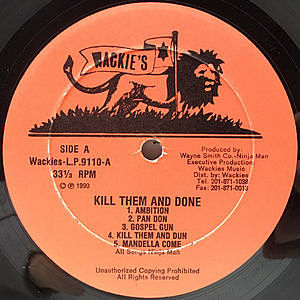 WACKIE'S
SIDE A
Wackies-L.P.9110-A
33⅓ RPM
℗ © 1990
Produced by:
Wayne Smith Co.-Ninja Man
Executive Production:
Wackies Music
Dist. by Wackies
Tel: 201-871-1038
Fax: 201-871-0013
KILL THEM AND DONE
1. AMBITION
2. PAN DON
3. GOSPEL GUN
4. KILL THEM AND DUN
5. MANDELLA COME
All Songs Ninja Man
Unauthorized Copying Prohibited
All Rights Reserved